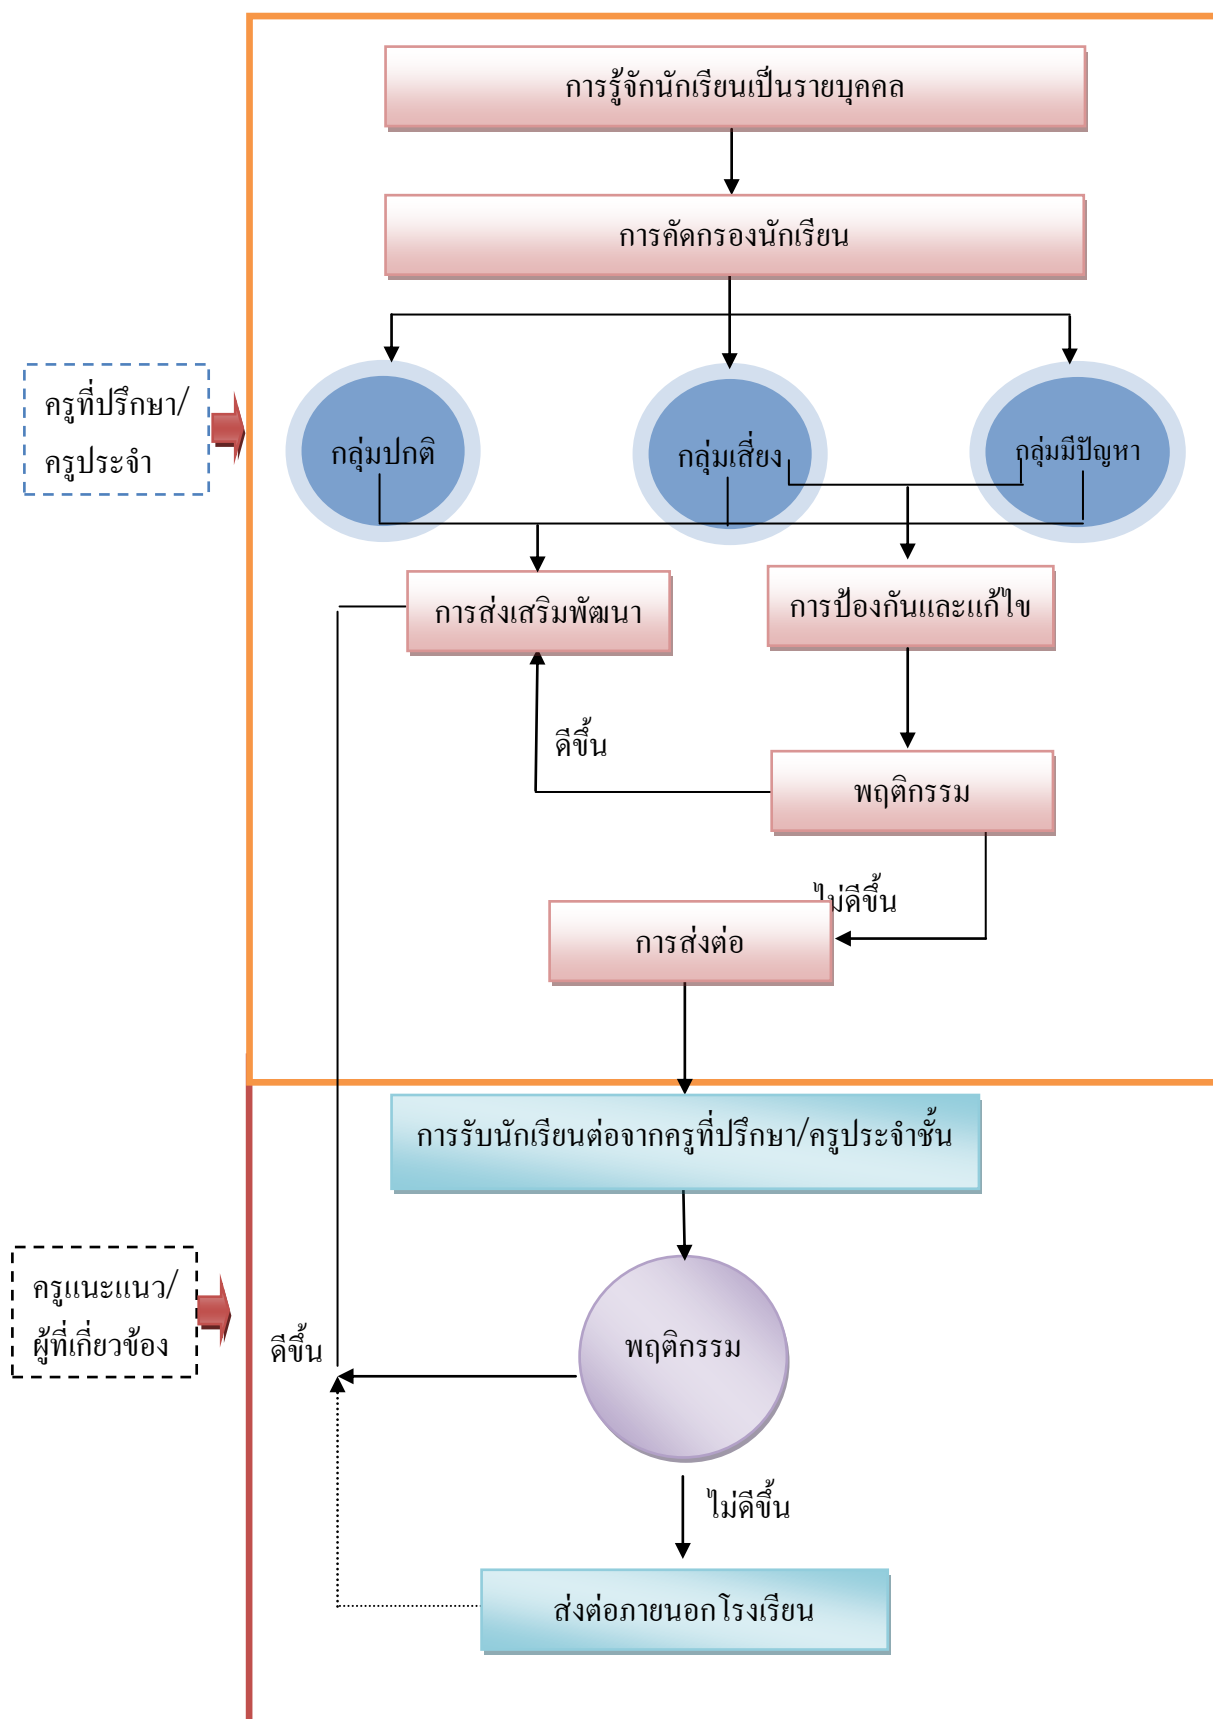 การรู้จักนักเรียนเป็นรายบุคคล
การคัดกรองนักเรียน
ครูที่ปรึกษา/
ครูประจำ
กลุ่มปกติ
กลุ่มเสี่ยง
กลุ่มมีปัญหา
การส่งเสริมพัฒนา
การป้องกันและแก้ไข
ดีขึ้น
พฤติกรรม
ไม่ดีขึ้น
การส่งต่อ
การรับนักเรียนต่อจากครูที่ปรึกษา/ครูประจำชั้น
ครูแนะแนว/
ผู้ที่เกี่ยวข้อง
ดีขึ้น
พฤติกรรม
ไม่ดีขึ้น
ส่งต่อภายนอกโรงเรียน